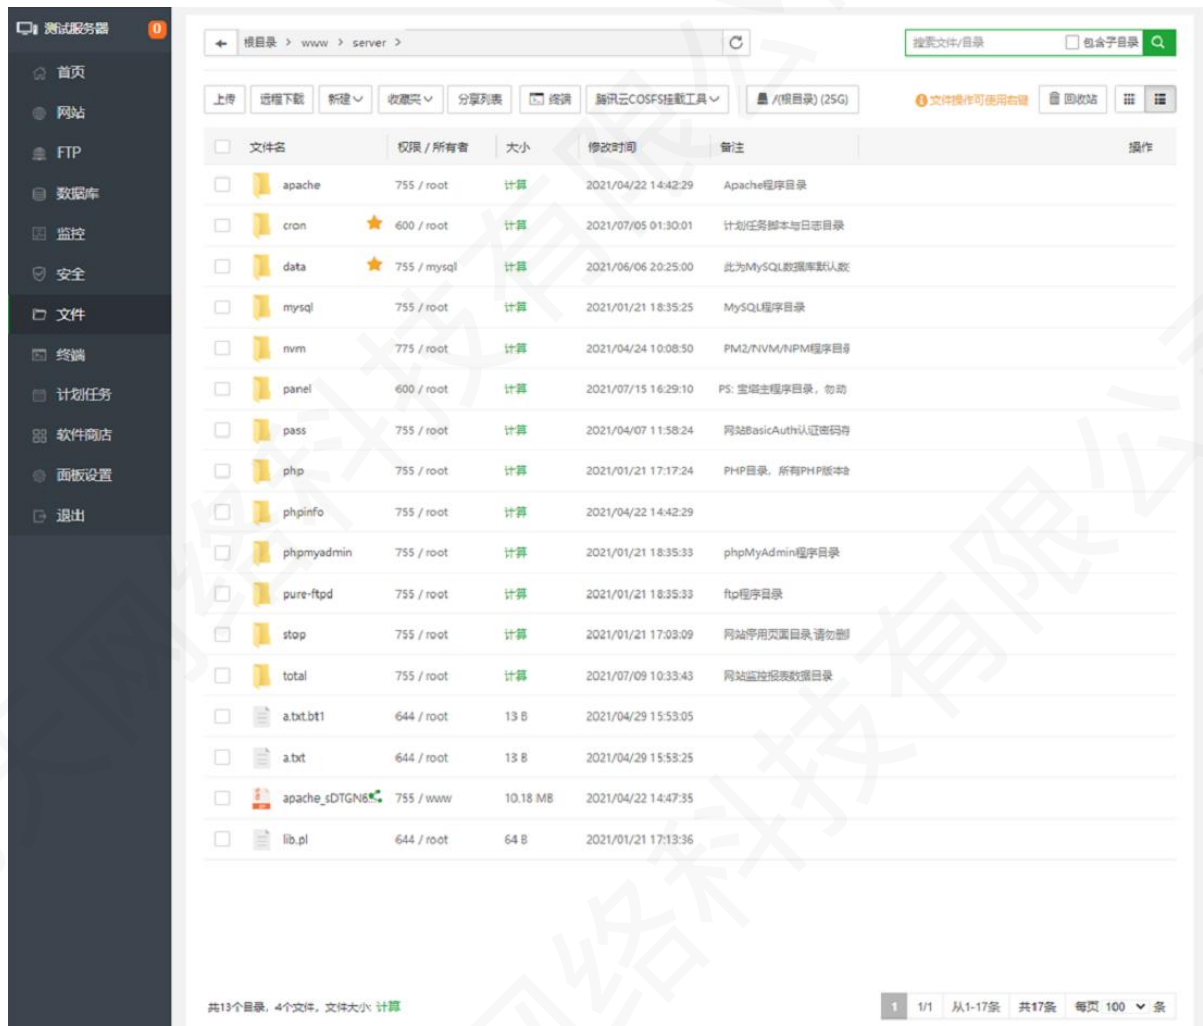 测试服务器 0
首页
网站
FTP
数据库
监控
安全
文件
终端
计划任务
软件商店
面板设置
退出
根目录 > www > server >
搜索文件/目录 包含子目录
上传 远程下载 新建 收藏夹 分享列表 终端 腾讯云COSFS挂载工具 /(根目录) (25G) 文件操作可使用右键 回收站
文件名 权限 / 所有者 大小 修改时间 备注 操作
apache 755 / root 计算 2021/04/22 14:42:29 Apache程序目录
cron 600 / root 计算 2021/07/05 01:30:01 计划任务脚本与日志目录
data 755 / mysql 计算 2021/06/06 20:25:00 此为MySQL数据库默认数
mysql 755 / root 计算 2021/01/21 18:35:25 MySQL程序目录
nvm 775 / root 计算 2021/04/24 10:08:50 PM2/NVM/NPM程序目录
panel 600 / root 计算 2021/07/15 16:29:10 PS: 宝塔主程序目录，勿动
pass 755 / root 计算 2021/04/07 11:58:24 网站BasicAuth认证密码存
php 755 / root 计算 2021/01/21 17:17:24 PHP目录，所有PHP版本
phpinfo 755 / root 计算 2021/04/22 14:42:29
phpmyadmin 755 / root 计算 2021/01/21 18:35:33 phpMyAdmin程序目录
pure-ftpd 755 / root 计算 2021/01/21 18:35:33 ftp程序目录
stop 755 / root 计算 2021/01/21 17:03:09 网站停用页面目录,请勿删
total 755 / root 计算 2021/07/09 10:33:43 网站监控报表数据目录
a.txt.bt1 644 / root 13 B 2021/04/29 15:53:05
a.txt 644 / root 13 B 2021/04/29 15:53:25
apache_sDTGN6... 755 / www 10.18 MB 2021/04/22 14:47:35
lib.pl 644 / root 64 B 2021/01/21 17:13:36
共13个目录，4个文件，文件大小: 计算 1 1/1 从1-17条 共17条 每页 100 条